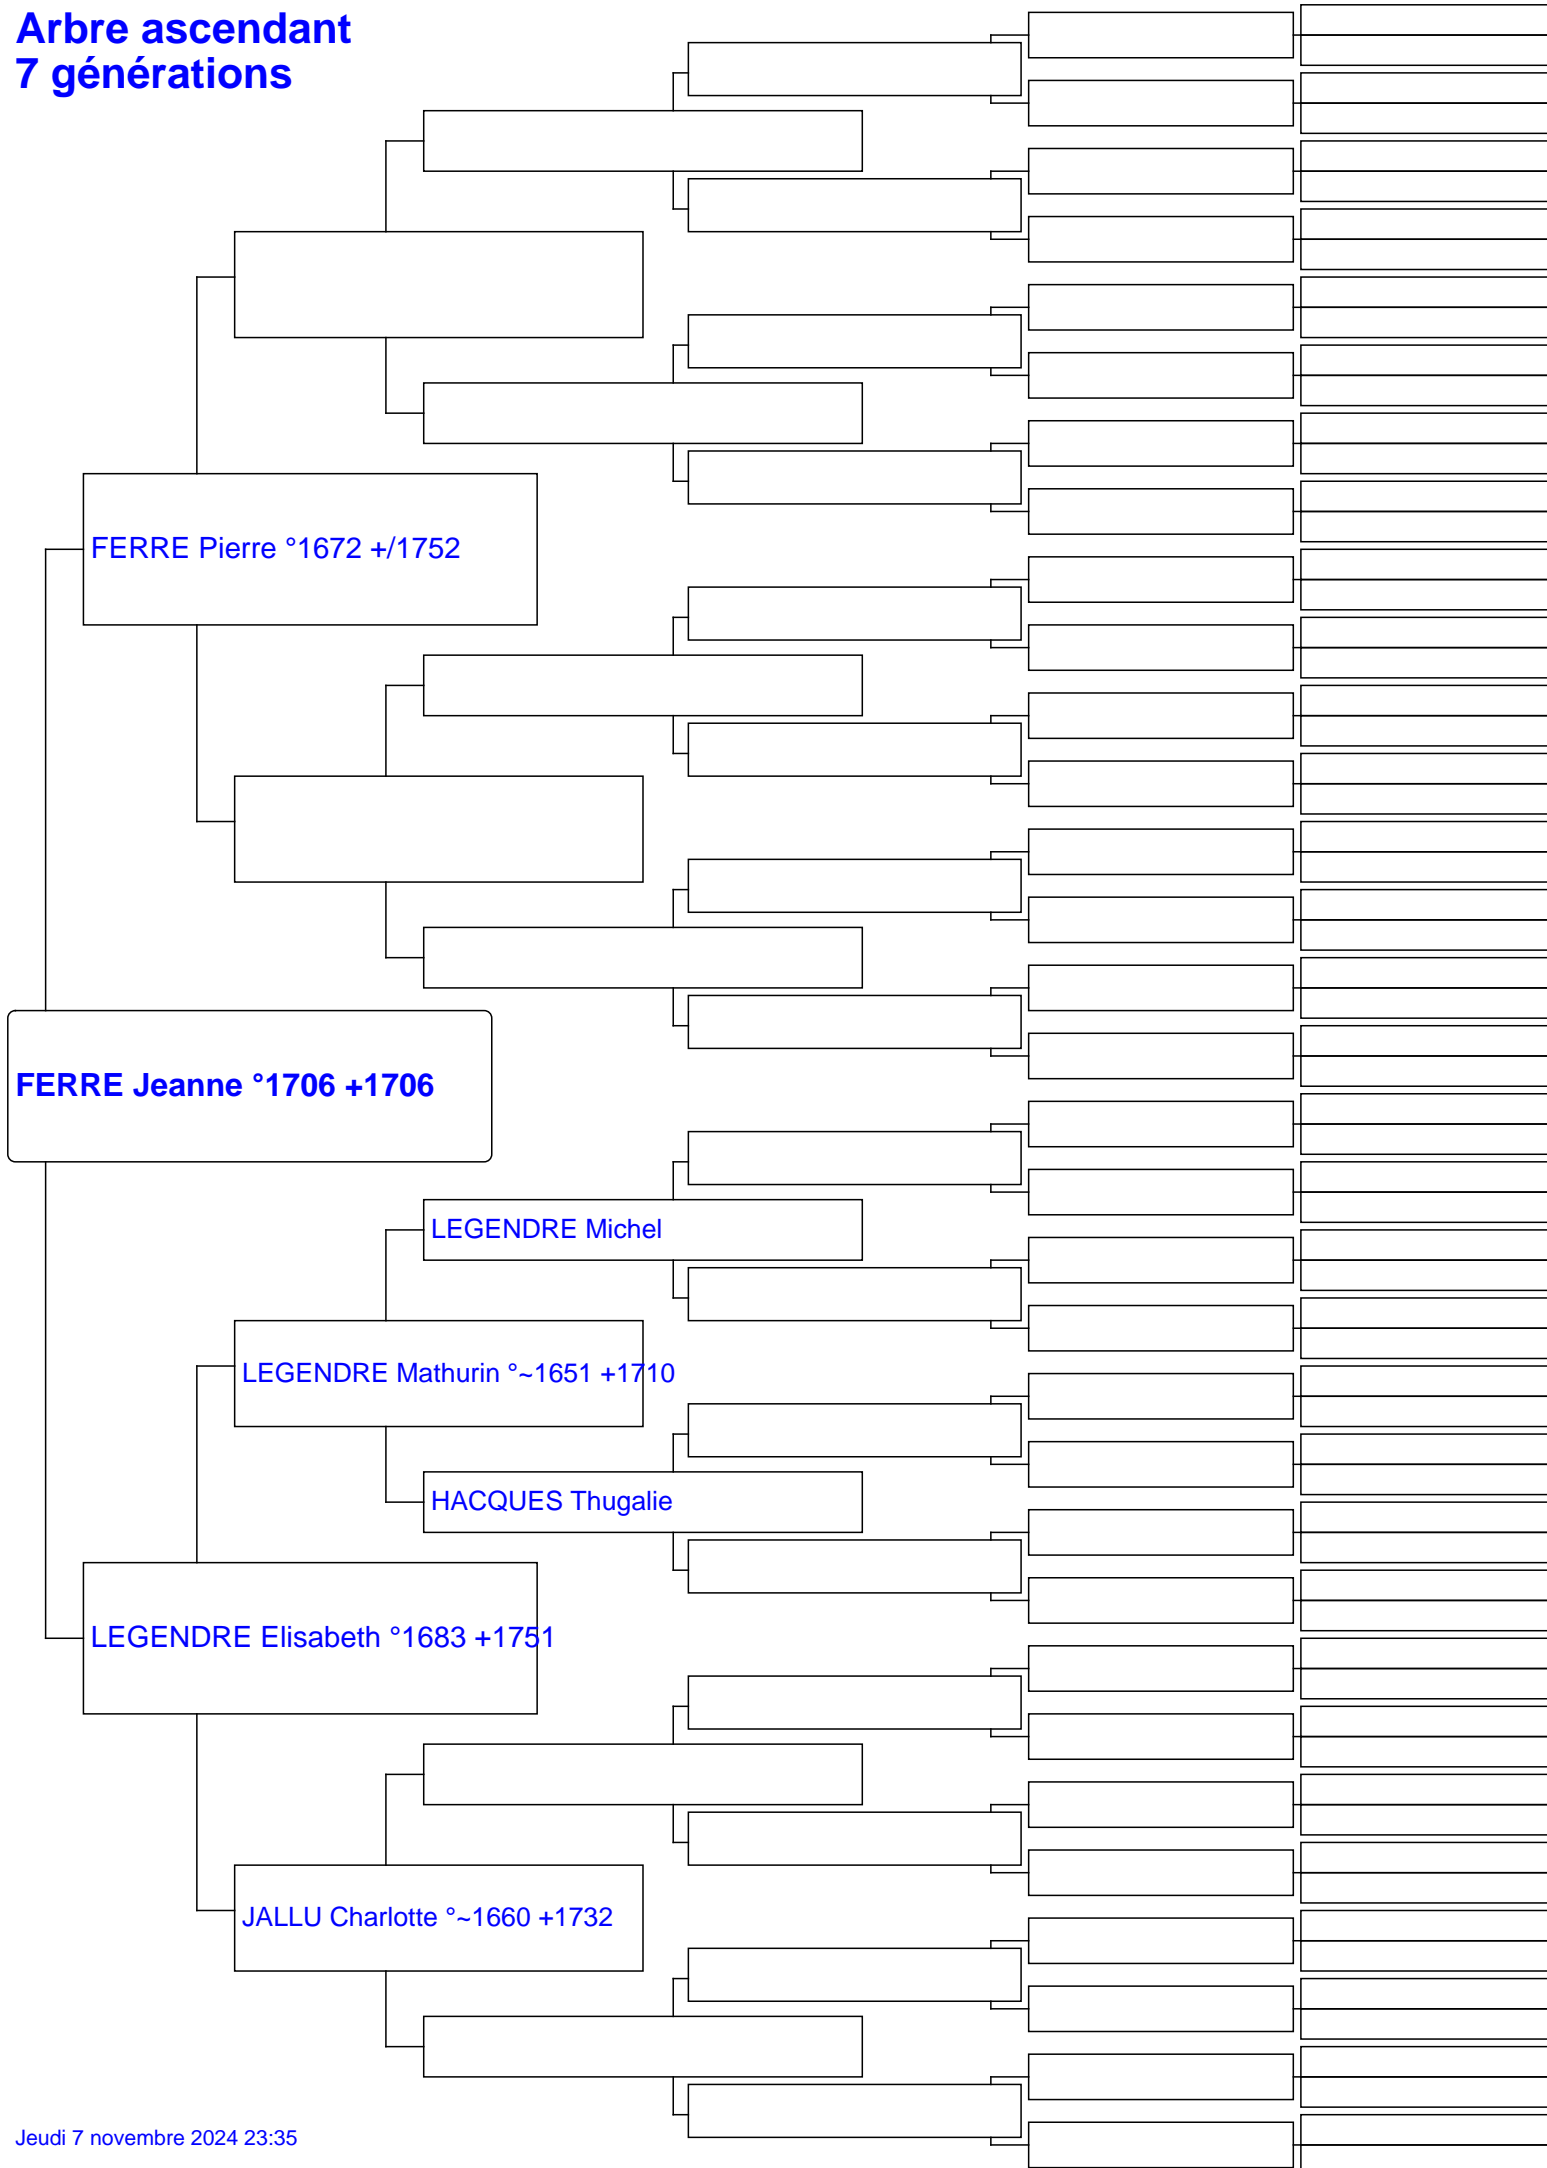 Arbre ascendant
7 générations
FERRE Pierre °1672 +/1752
FERRE Jeanne °1706 +1706
LEGENDRE Michel
LEGENDRE Mathurin °~1651 +1710
HACQUES Thugalie
LEGENDRE Elisabeth °1683 +1751
JALLU Charlotte °~1660 +1732
Jeudi 7 novembre 2024 23:35